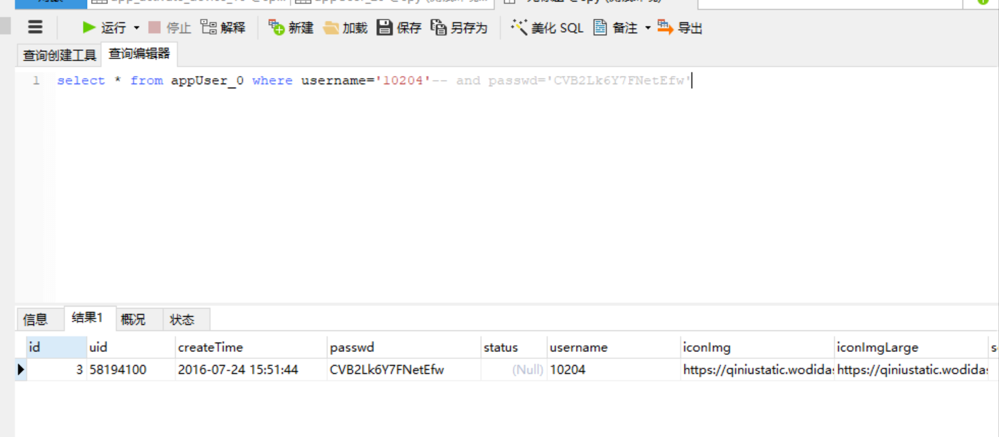 运行 停止 解释 新建 加载 保存 另存为 美化 SQL 备注 导出
查询创建工具 查询编辑器
1 select * from appUser_0 where username='10204'-- and passwd='CVB2Lk6Y7FNetEfw'
信息 结果1 概况 状态
id uid createTime passwd status username iconImg iconImgLarge
3 58194100 2016-07-24 15:51:44 CVB2Lk6Y7FNetEfw (Null) 10204 https://qiniustatic.wodida https://qiniustatic.wodida